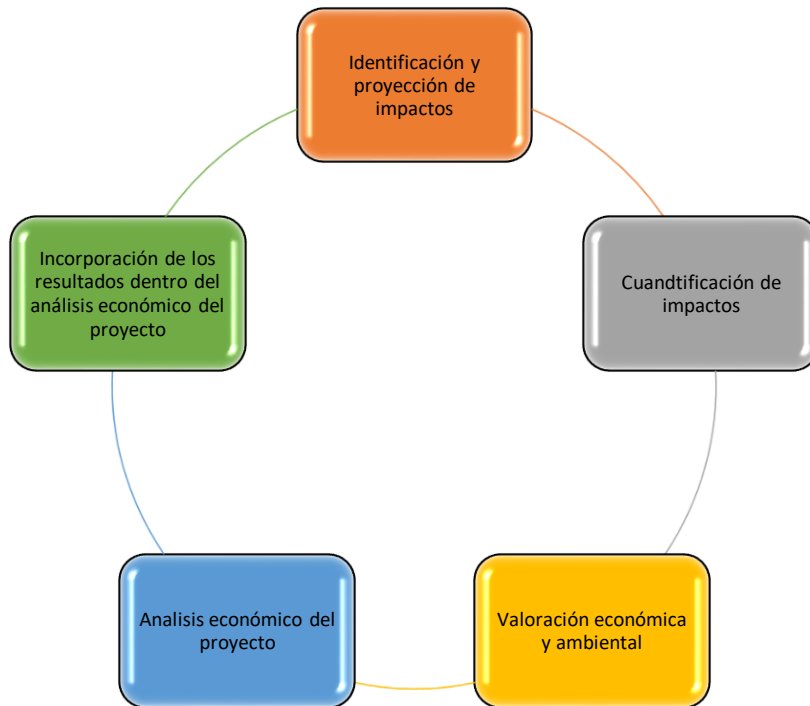 Identificación y
proyección de
impactos
Cuandtificación de
impactos
Valoración económica
y ambiental
Analisis económico del
proyecto
Incorporación de los
resultados dentro del
análisis económico del
proyecto